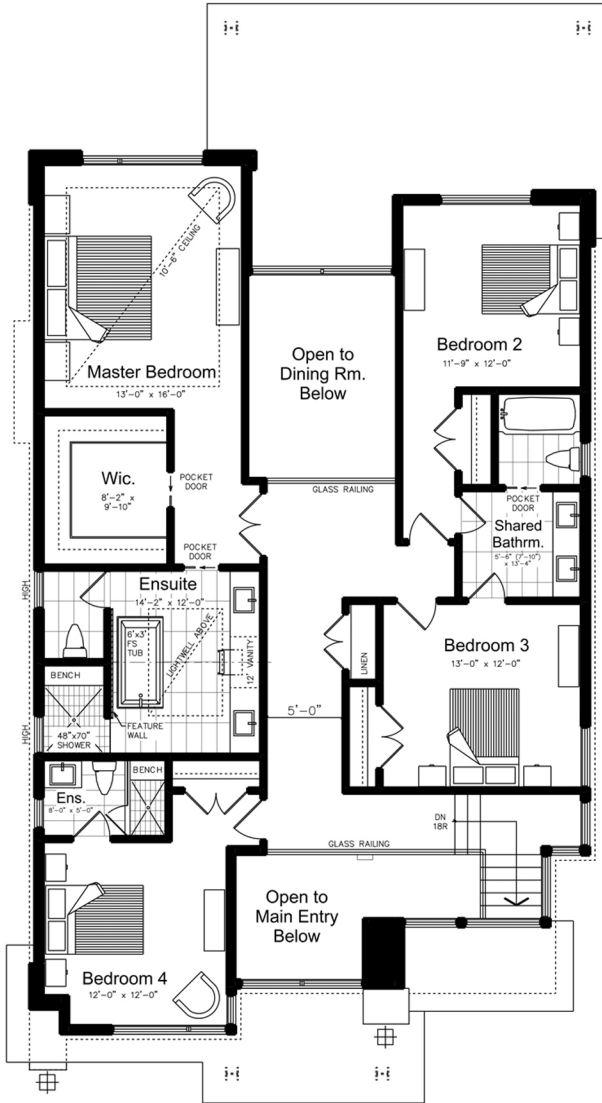 10'-6" CEILING
Master Bedroom
13'-0" x 16'-0"
Open to
Dining Rm.
Below
Bedroom 2
11'-9" x 12'-0"
Wic.
8'-2" x
9'-10"
POCKET
DOOR
GLASS RAILING
POCKET
DOOR
Shared
Bathrm.
5'-6" (7'-10")
x 13'-4"
POCKET
DOOR
Ensuite
14'-2" x 12'-0"
HIGH
6'x3'
FS
TUB
LIGHTWELL ABOVE
12' VANITY
LINEN
Bedroom 3
13'-0" x 12'-0"
BENCH
5'-0"
FEATURE
WALL
HIGH
48"x70"
SHOWER
BENCH
Ens.
8'-0" x 5'-0"
DN
18R
GLASS RAILING
Open to
Main Entry
Below
Bedroom 4
12'-0" x 12'-0"